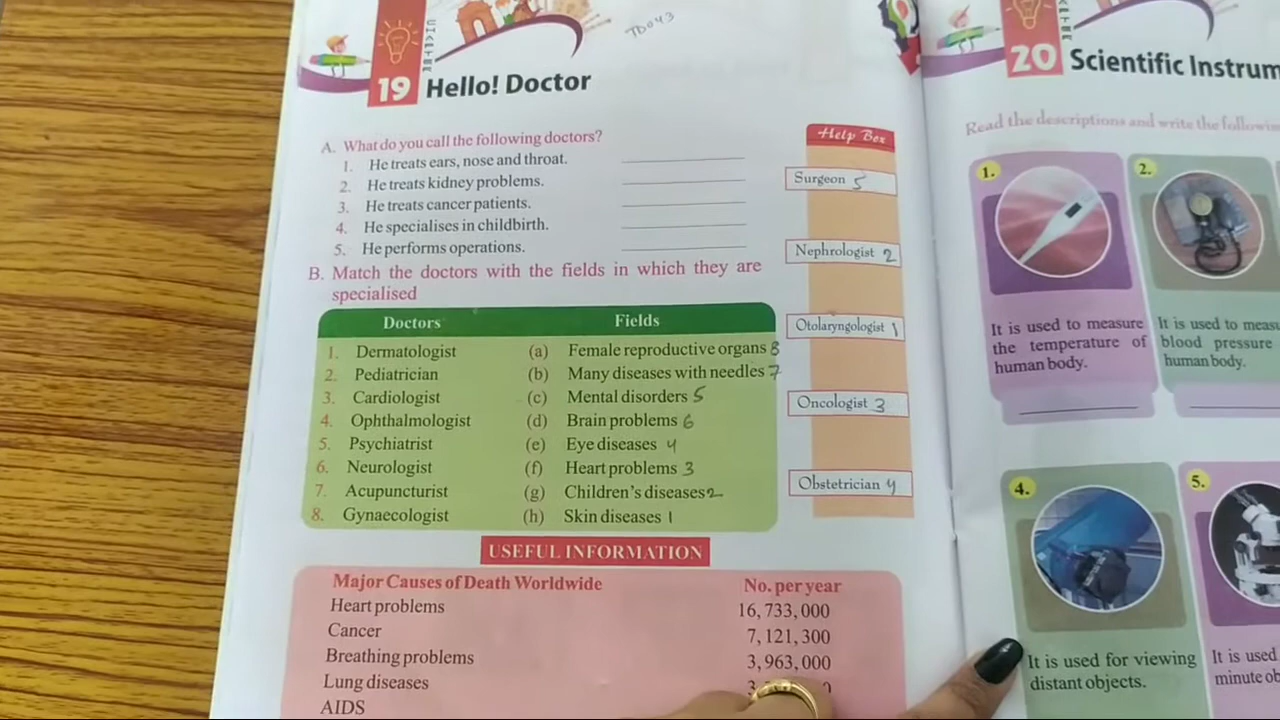 TD043
19 Hello! Doctor
A. What do you call the following doctors?
1. He treats ears, nose and throat.
2. He treats kidney problems.
3. He treats cancer patients.
4. He specialises in childbirth.
5. He performs operations.
Help Box
Surgeon 5
Nephrologist 2
Otolaryngologist 1
Oncologist 3
Obstetrician 4
B. Match the doctors with the fields in which they are
specialised
Doctors Fields
1. Dermatologist (a) Female reproductive organs 8
2. Pediatrician (b) Many diseases with needles 7
3. Cardiologist (c) Mental disorders 5
4. Ophthalmologist (d) Brain problems 6
5. Psychiatrist (e) Eye diseases 4
6. Neurologist (f) Heart problems 3
7. Acupuncturist (g) Children's diseases 2
8. Gynaecologist (h) Skin diseases 1
USEFUL INFORMATION
Major Causes of Death Worldwide No. per year
Heart problems 16,733,000
Cancer 7,121,300
Breathing problems 3,963,000
Lung diseases
AIDS
20 Scientific Instrum
Read the descriptions and write the
1.
It is used to measure
the temperature of
human body.
2.
It is used to
blood pressure
human body.
4.
It is used for viewing
distant objects.
5.
It is used
minute